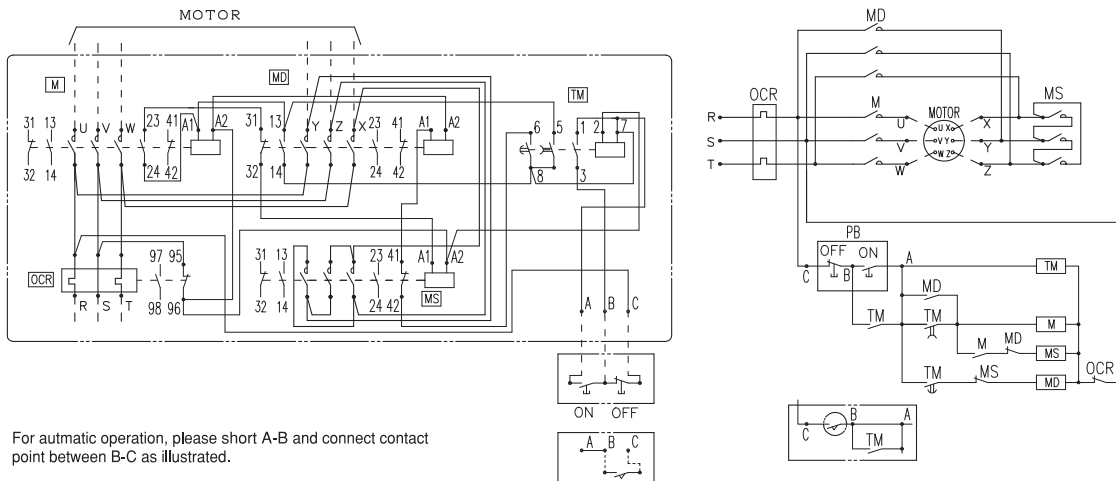 MOTOR
M
MD
TM
31 13 U V W 23 41 A1 A2
31 13 Y Z X 23 41 A1 A2
6 5 1 2 7
32 14 24 42
32 14 24 42
8 3
97 95
31 13 23 41 A1 A2
OCR
MS
R S T 98 96
32 14 24 42
A B C
ON OFF
A B C
For autmatic operation, please short A-B and connect contact
point between B-C as illustrated.
MD
OCR
M
MOTOR
MS
R
S
T
U
V
W
U X
V Y
W Z
X
Y
Z
PB
OFF ON
C B A
TM
MD
TM TM
M
M MD
MS
OCR
TM MS
MD
C B A
TM